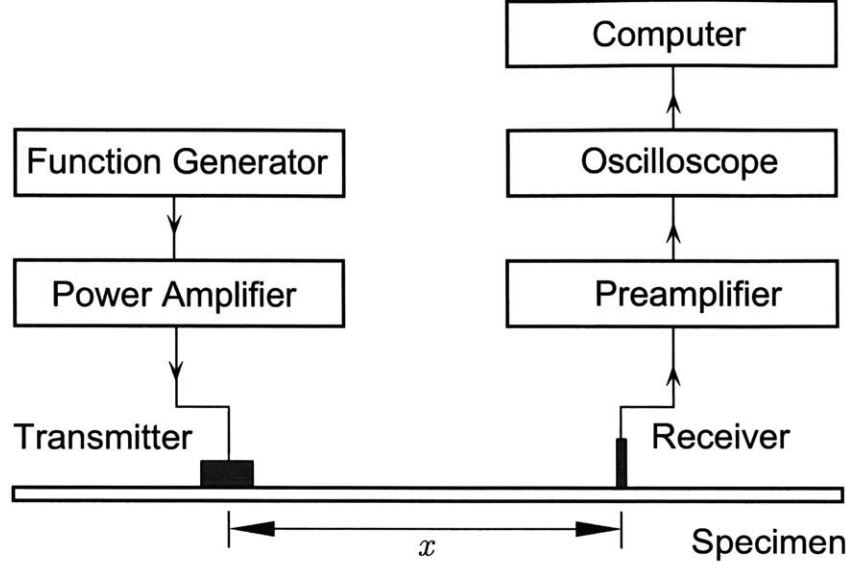 Computer
Function Generator
Oscilloscope
Power Amplifier
Preamplifier
Transmitter
Receiver
x
Specimen